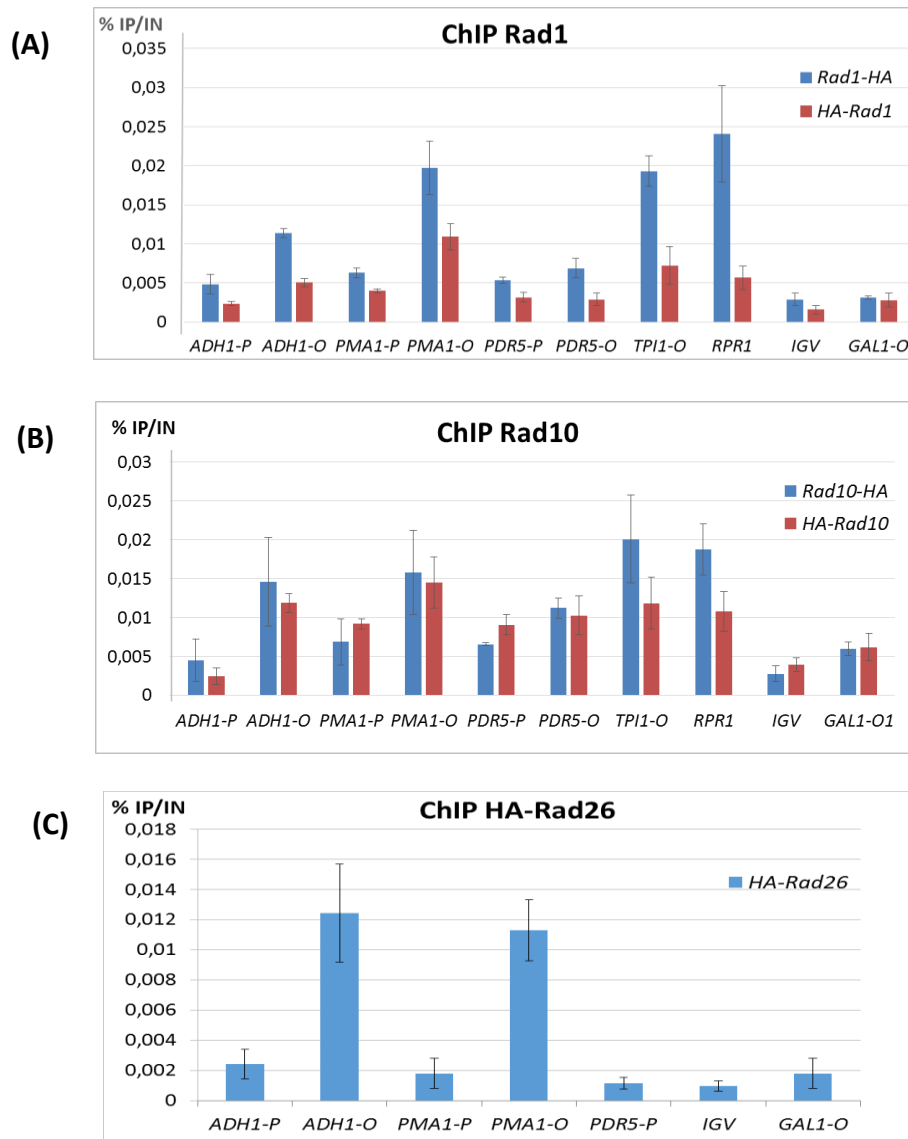 (A)
% IP/IN
ChIP Rad1
0,035
0,03
0,025
0,02
0,015
0,01
0,005
0
Rad1-HA
HA-Rad1
ADH1-P ADH1-O PMA1-P PMA1-O PDR5-P PDR5-O TPI1-O RPR1 IGV GAL1-O
(B)
% IP/IN
ChIP Rad10
0,03
0,025
0,02
0,015
0,01
0,005
0
Rad10-HA
HA-Rad10
ADH1-P ADH1-O PMA1-P PMA1-O PDR5-P PDR5-O TPI1-O RPR1 IGV GAL1-O1
(C)
% IP/IN
ChIP HA-Rad26
0,018
0,016
0,014
0,012
0,01
0,008
0,006
0,004
0,002
0
HA-Rad26
ADH1-P ADH1-O PMA1-P PMA1-O PDR5-P IGV GAL1-O